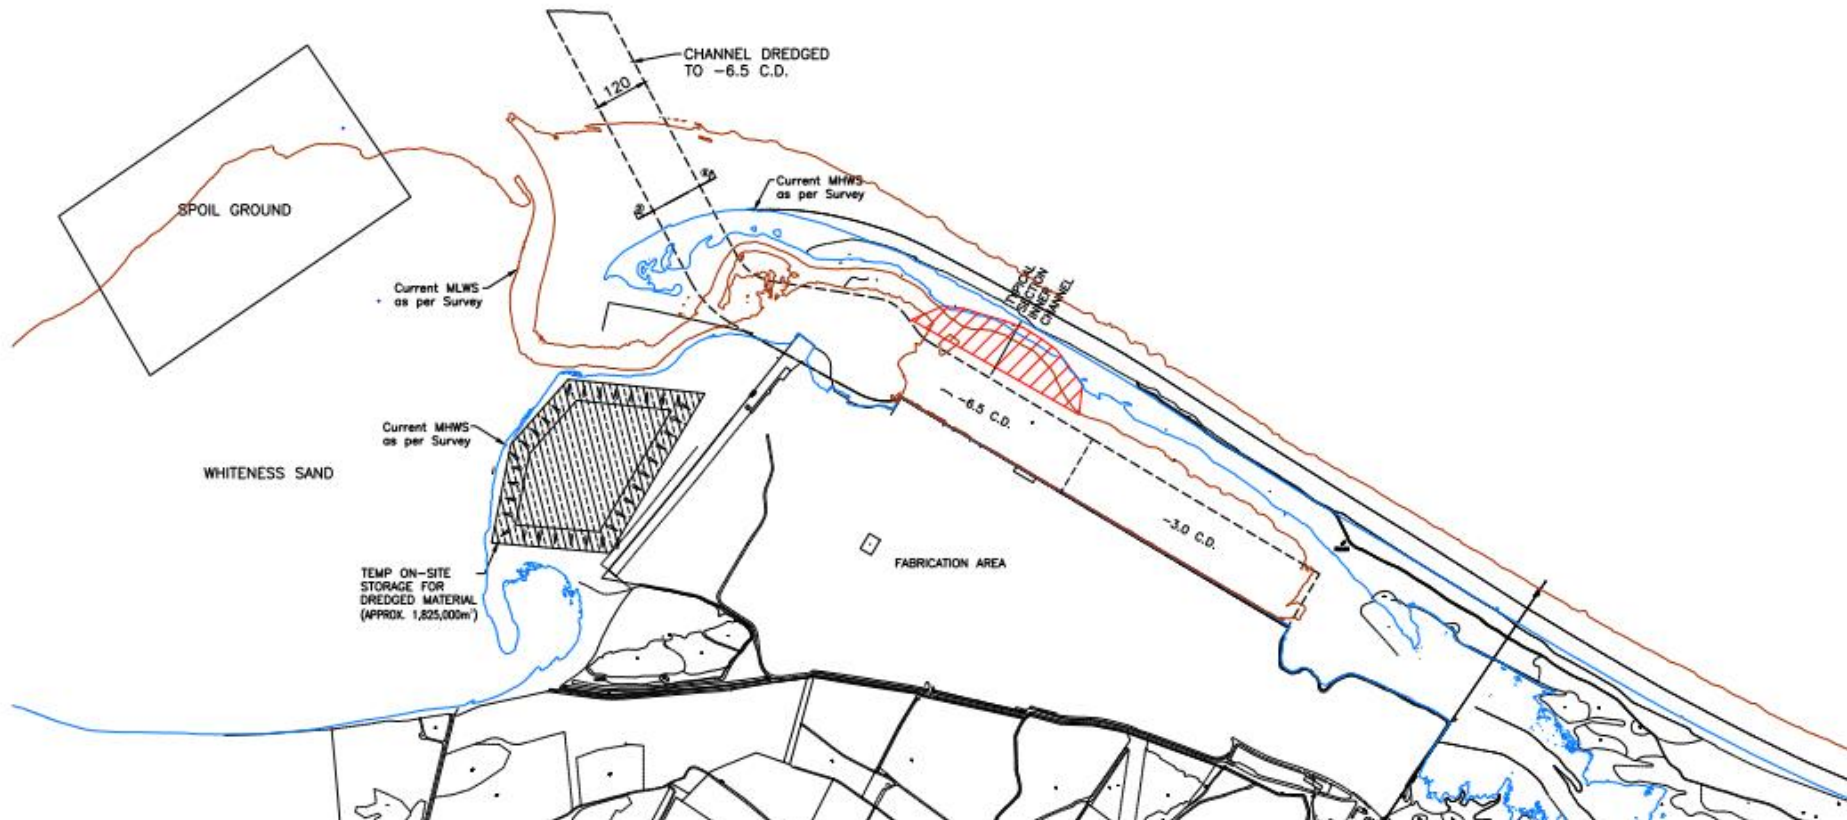 CHANNEL DREDGED
TO -6.5 C.D.
120
Current MHWS
as per Survey
SPOIL GROUND
Current MLWS
as per Survey
TYPICAL
SECTION
INNER
CHANNEL
-6.5 C.D.
Current MHWS
as per Survey
WHITENESS SAND
-3.0 C.D.
FABRICATION AREA
TEMP ON-SITE
STORAGE FOR
DREDGED MATERIAL
(APPROX. 1,825,000m³)